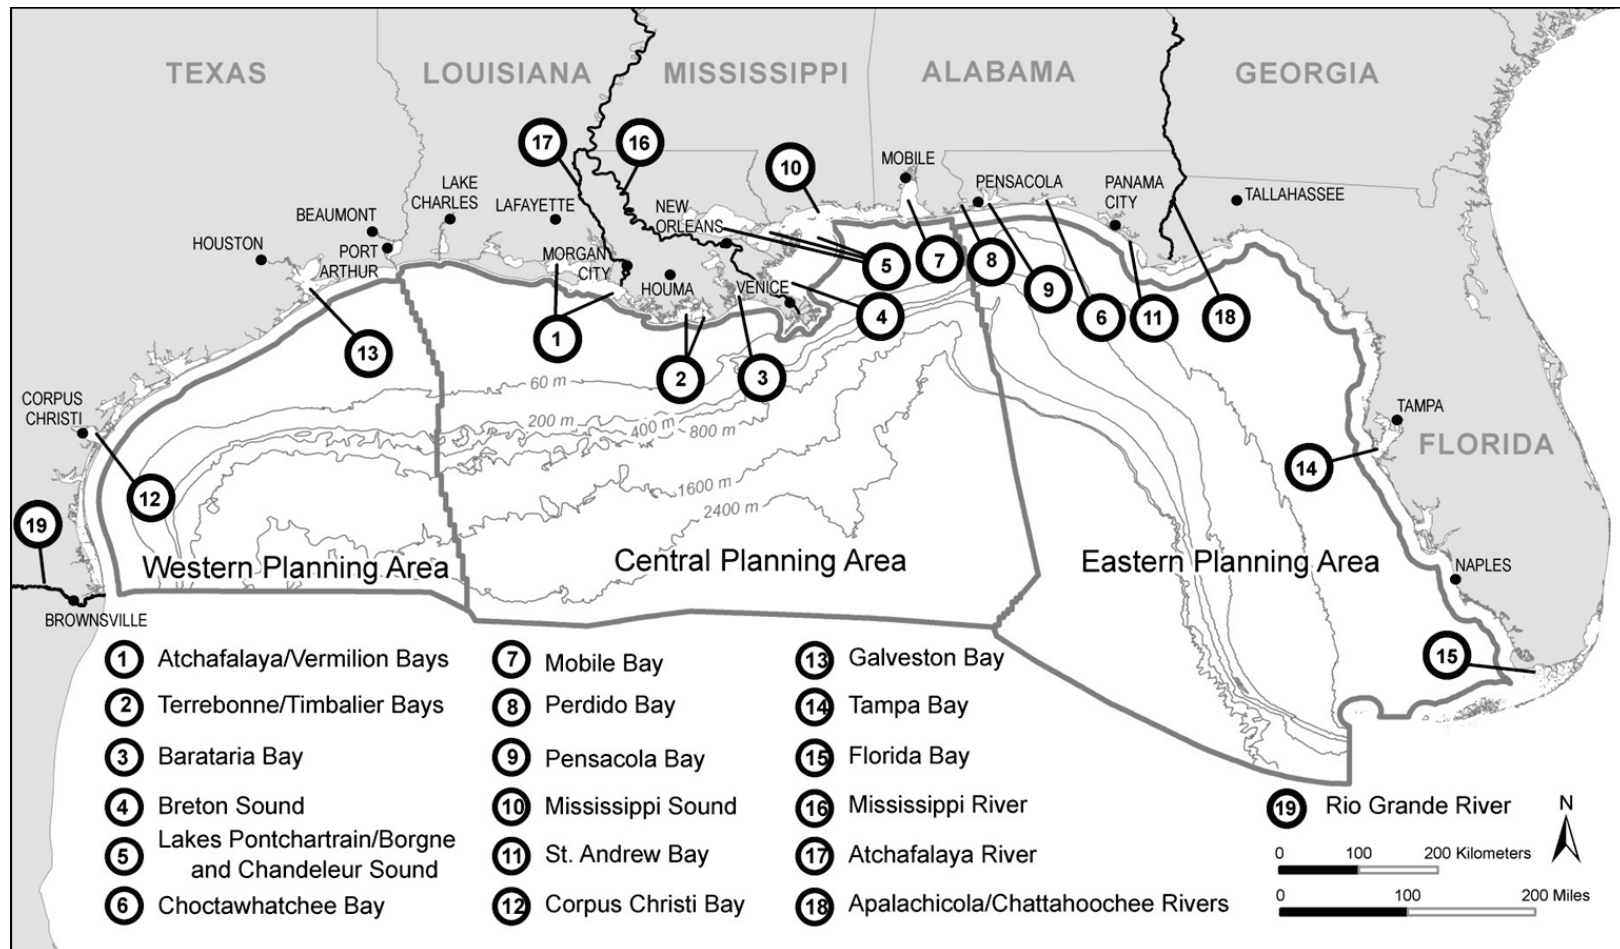 TEXAS
LOUISIANA
MISSISSIPPI
ALABAMA
GEORGIA
17
16
10
MOBILE
LAKE
CHARLES
LAFAYETTE
NEW
ORLEANS
PENSACOLA
PANAMA
CITY
TALLAHASSEE
BEAUMONT
HOUSTON
PORT
ARTHUR
MORGAN
CITY
HOUMA
VENICE
5
7
8
9
6
11
18
4
13
1
2
3
60 m
200 m
400 m
800 m
1600 m
2400 m
CORPUS
CHRISTI
TAMPA
FLORIDA
14
12
19
Western Planning Area
Central Planning Area
Eastern Planning Area
NAPLES
BROWNSVILLE
15
1 Atchafalaya/Vermilion Bays
2 Terrebonne/Timbalier Bays
3 Barataria Bay
4 Breton Sound
5 Lakes Pontchartrain/Borgne
and Chandeleur Sound
6 Choctawhatchee Bay
7 Mobile Bay
8 Perdido Bay
9 Pensacola Bay
10 Mississippi Sound
11 St. Andrew Bay
12 Corpus Christi Bay
13 Galveston Bay
14 Tampa Bay
15 Florida Bay
16 Mississippi River
17 Atchafalaya River
18 Apalachicola/Chattahoochee Rivers
19 Rio Grande River
N
0 100 200 Kilometers
0 100 200 Miles